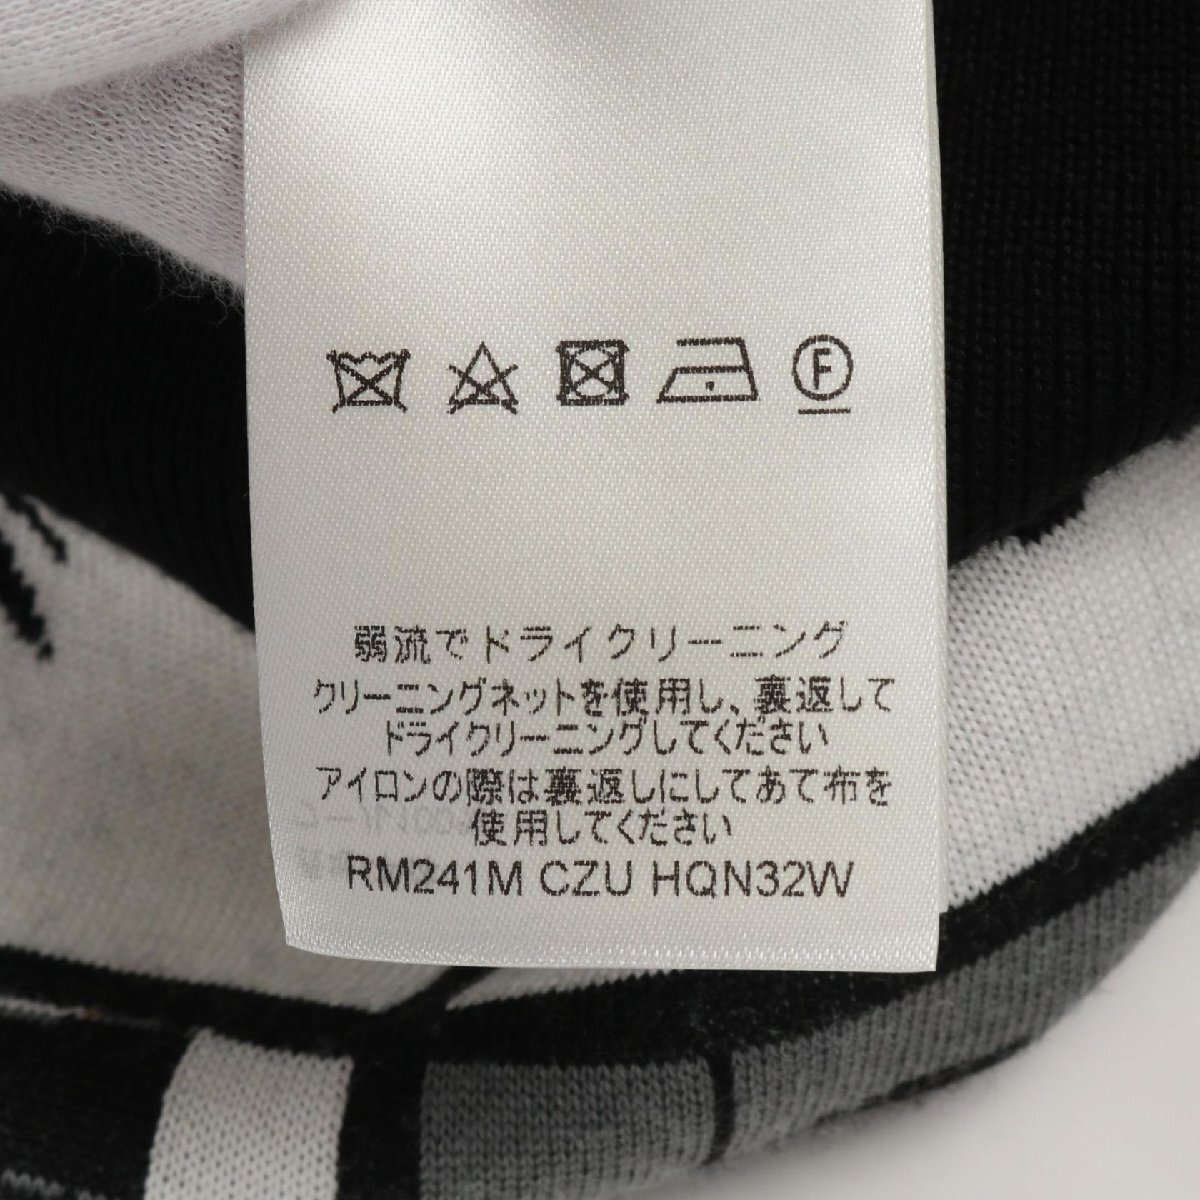 F
弱流でドライクリーニング
クリーニングネットを使用し、裏返して
ドライクリーニングしてください
アイロンの際は裏返しにしてあて布を
使用してください
RM241M CZU HQN32W